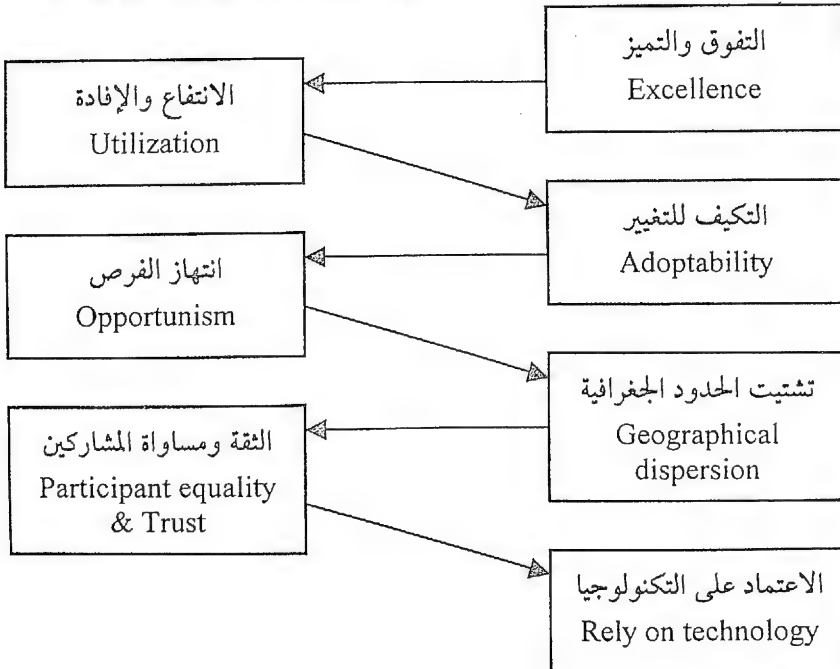 التفوق والتميز
Excellence
الانتفاع والإفادة
Utilization
التكيف للتغيير
Adoptability
انتهاز الفرص
Opportunism
تشتيت الحدود الجغرافية
Geographical
dispersion
الثقة ومساواة المشاركين
Participant equality
& Trust
الاعتماد على التكنولوجيا
Rely on technology